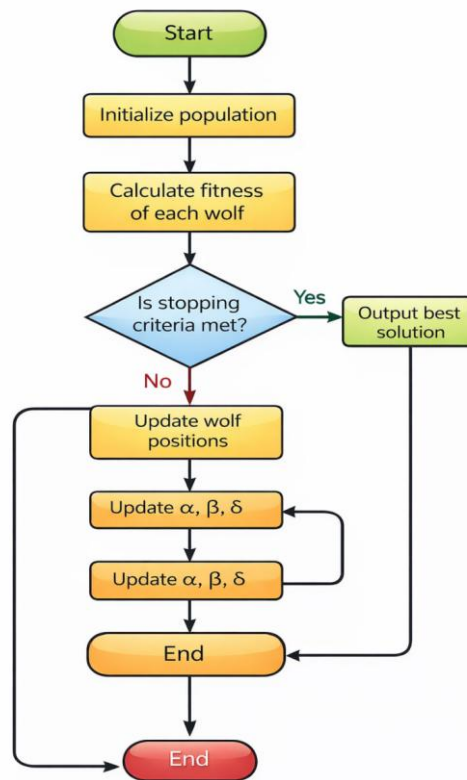 Start
Initialize population
Calculate fitness
of each wolf
Is stopping
criteria met?
Yes
Output best
solution
No
Update wolf
positions
Update α, β, δ
Update α, β, δ
End
End